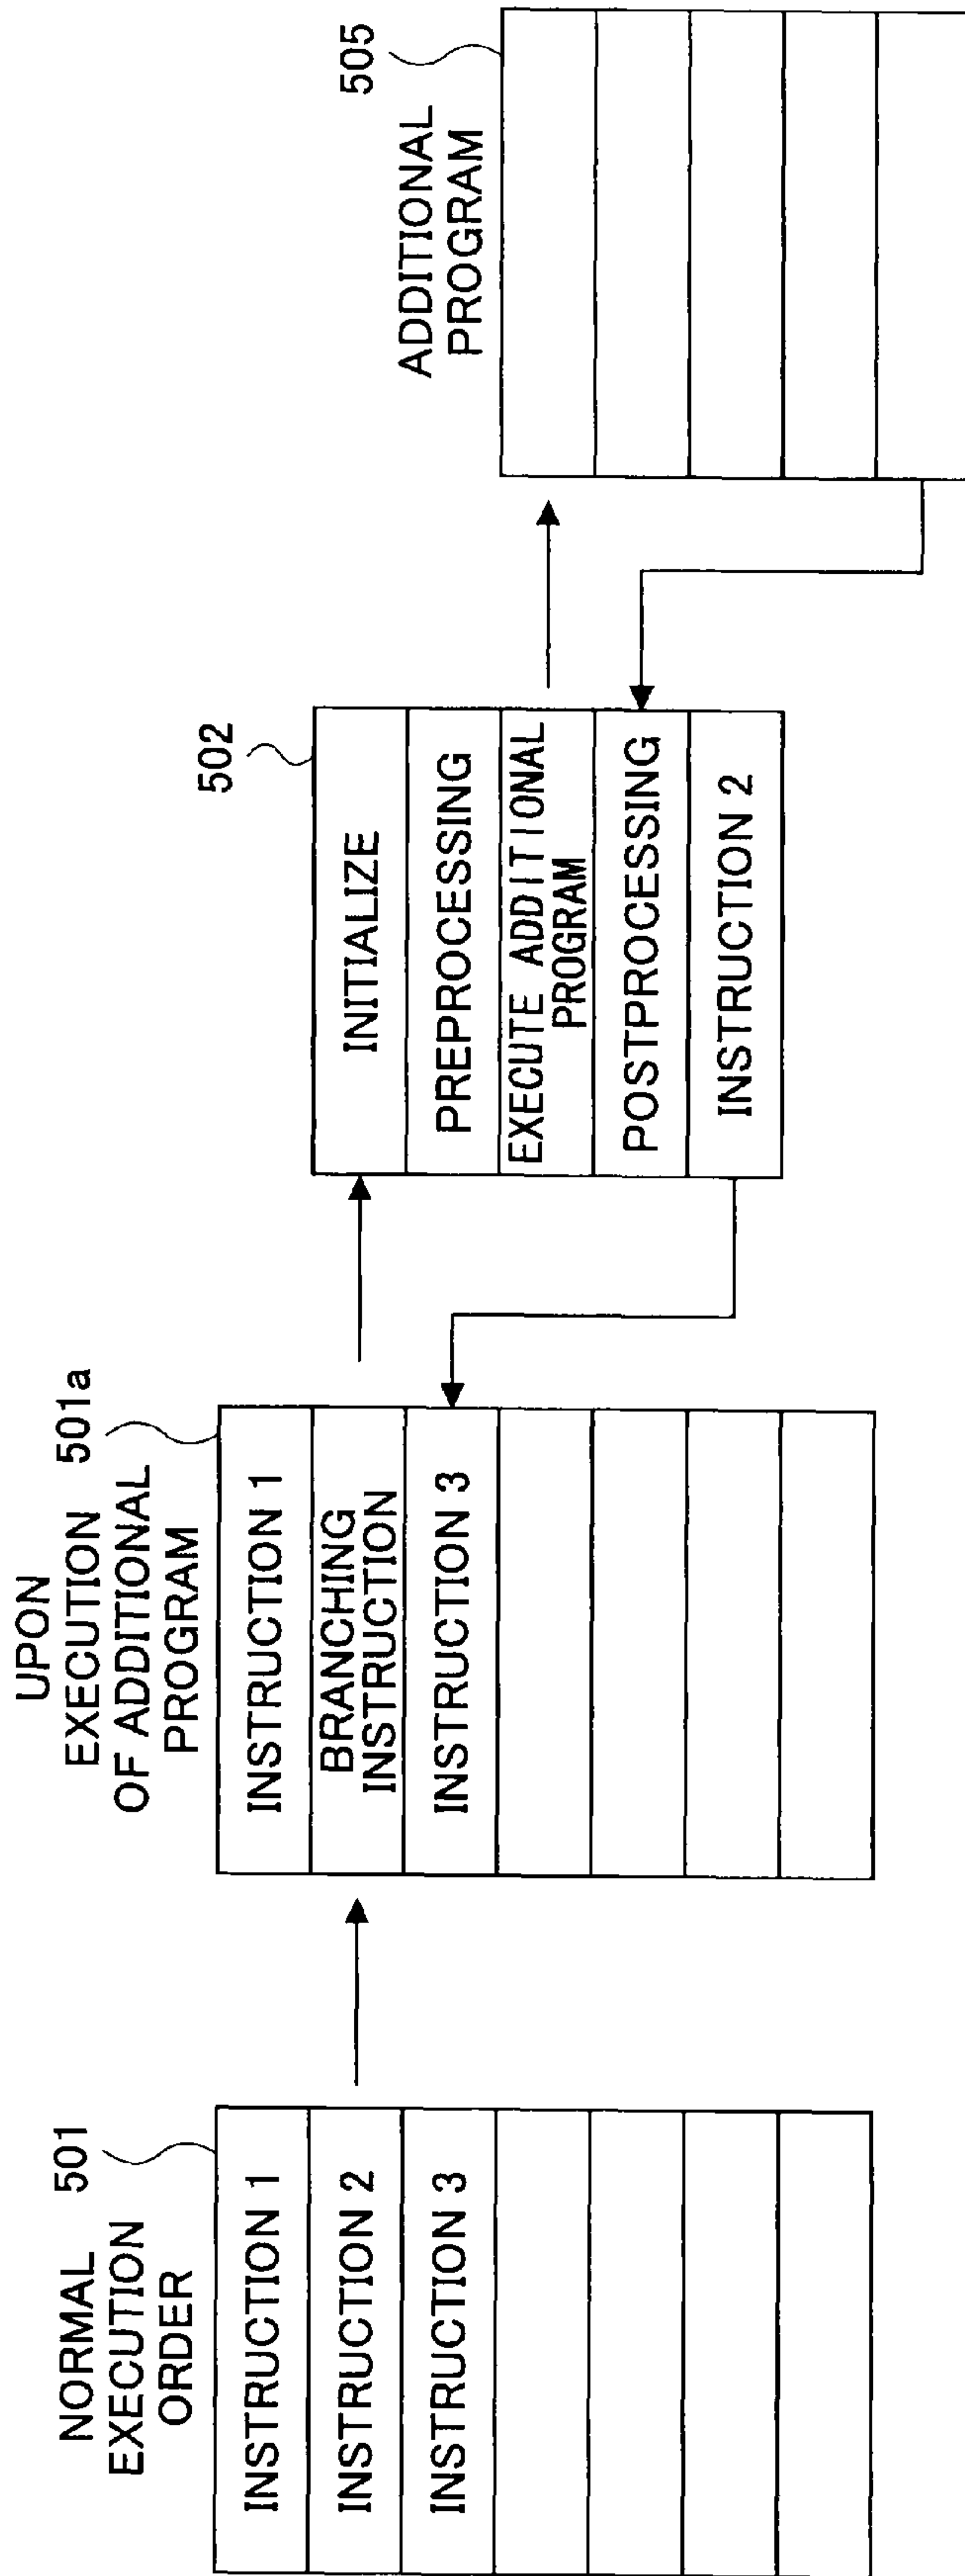 NORMAL
EXECUTION
ORDER
501
INSTRUCTION 1
INSTRUCTION 2
INSTRUCTION 3
UPON
EXECUTION
OF ADDITIONAL
PROGRAM
501a
INSTRUCTION 1
BRANCHING
INSTRUCTION
INSTRUCTION 3
502
INITIALIZE
PREPROCESSING
EXECUTE ADDITIONAL
PROGRAM
POSTPROCESSING
INSTRUCTION 2
ADDITIONAL
PROGRAM
505